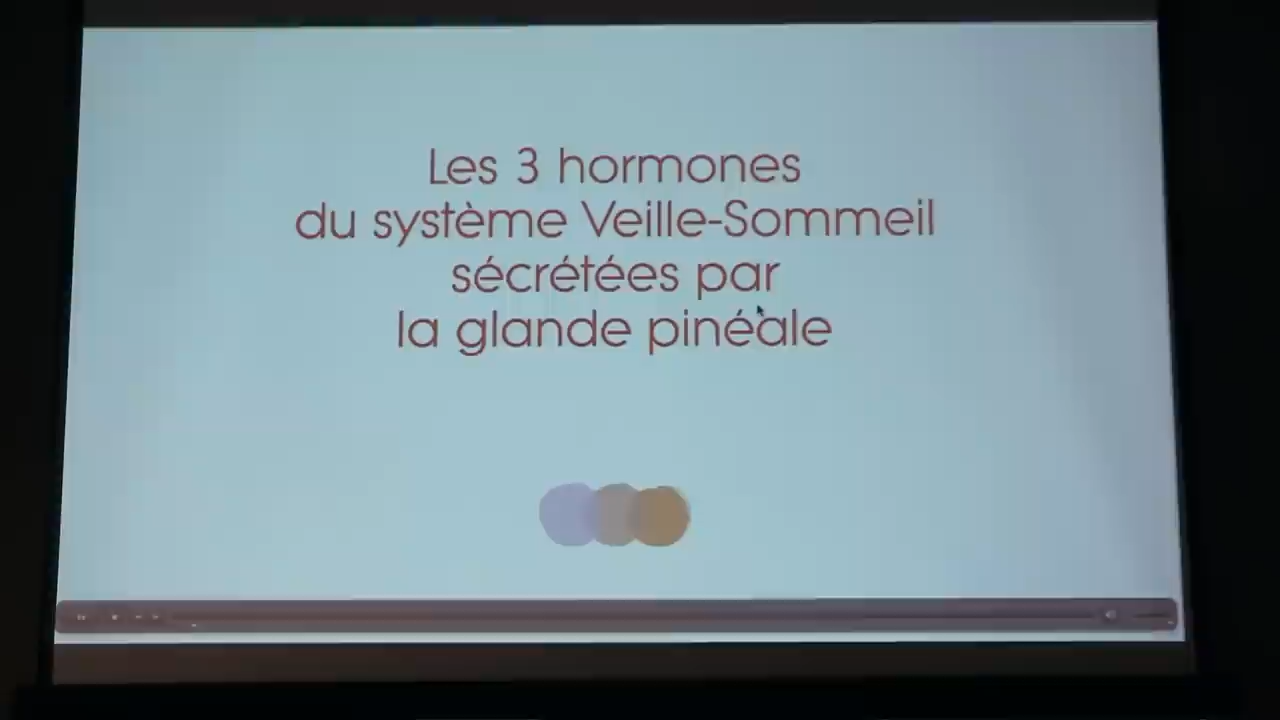 Les 3 hormones
du système Veille-Sommeil
sécrétées par
la glande pinéale